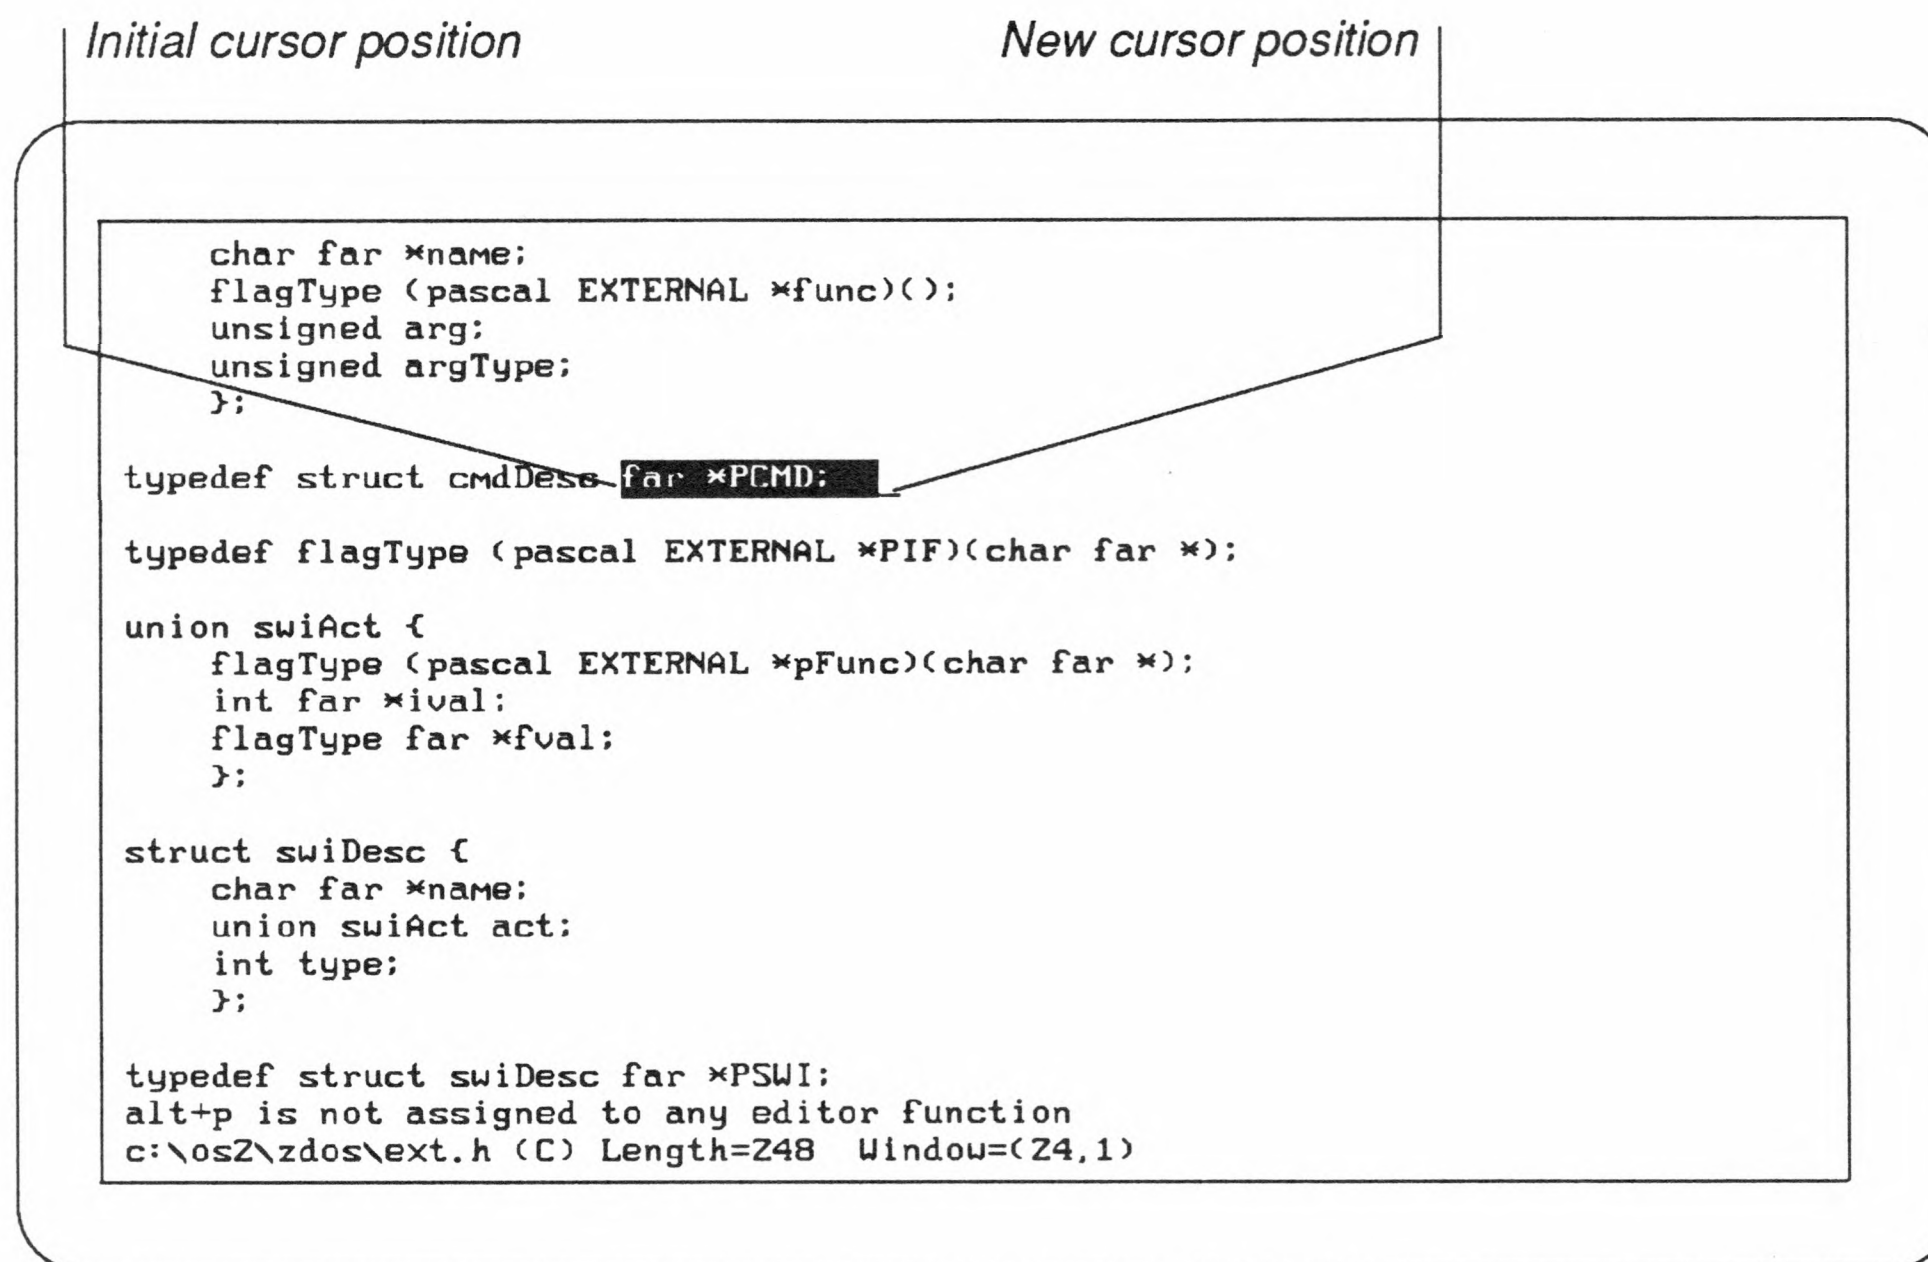 Initial cursor position
New cursor position
char far *name;
flagType (pascal EXTERNAL *func)();
unsigned arg;
unsigned argType;
};
typedef struct cmdDesc far *PCMD;
typedef flagType (pascal EXTERNAL *PIF)(char far *);
union swiAct {
flagType (pascal EXTERNAL *pFunc)(char far *);
int far *ival;
flagType far *fval;
};
struct swiDesc {
char far *name;
union swiAct act;
int type;
};
typedef struct swiDesc far *PSWI;
alt+p is not assigned to any editor function
c:\os2\zdos\ext.h (C) Length=248 Window=(24,1)